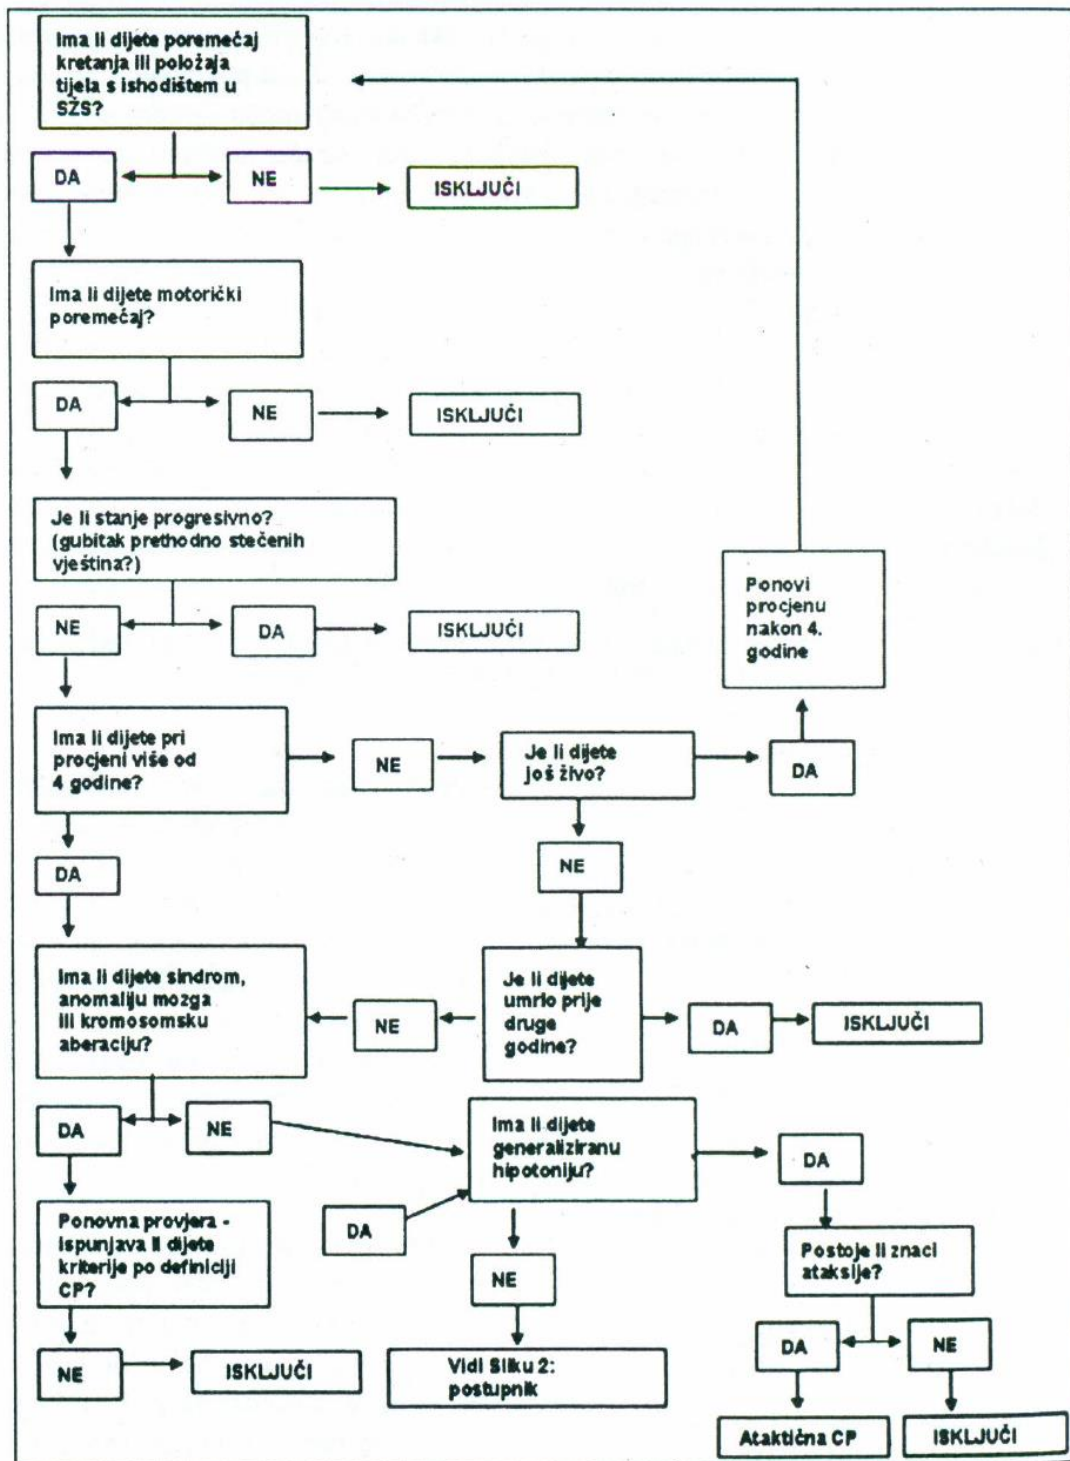 Ima li dijete poremećaj
kretanja ili položaja
tijela s ishodištem u
SŽS?
DA
NE
ISKLJUČI
Ima li dijete motorički
poremećaj?
DA
NE
ISKLJUČI
Je li stanje progresivno?
(gubitak prethodno stečenih
vještina?)
NE
DA
ISKLJUČI
Ponovi
procjenu
nakon 4.
godine
Ima li dijete pri
procjeni više od
4 godine?
NE
Je li dijete
još živo?
DA
DA
NE
Ima li dijete sindrom,
anomaliju mozga
ili kromosomsku
aberaciju?
NE
Je li dijete
umrlo prije
druge
godine?
DA
ISKLJUČI
DA
NE
Ima li dijete
generaliziranu
hipotoniju?
DA
Ponovna provjera -
ispunjava li dijete
kriterije po definiciji
CP?
DA
NE
Postoje li znaci
ataksije?
NE
ISKLJUČI
Vidi Sliku 2:
postupnik
DA
NE
Ataktična CP
ISKLJUČI